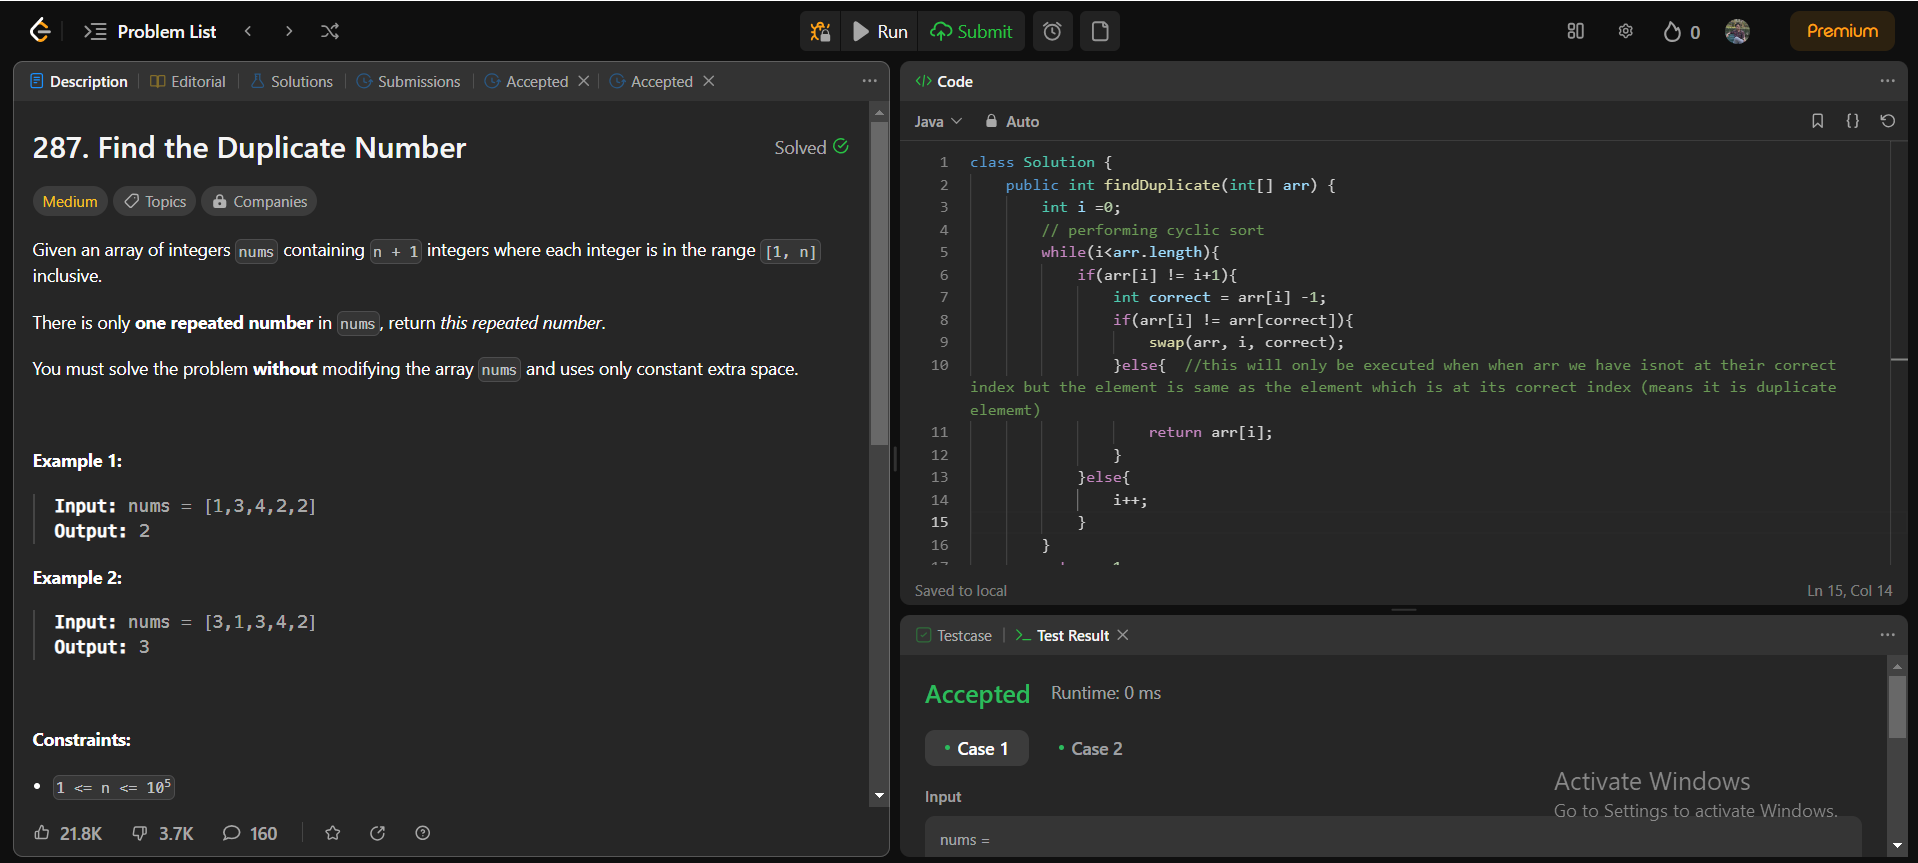 Problem List
Run
Submit
0
Premium
Description
Editorial
Solutions
Submissions
Accepted
Accepted
287. Find the Duplicate Number
Solved
Medium
Topics
Companies
Given an array of integers nums containing n + 1 integers where each integer is in the range [1, n]
inclusive.
There is only one repeated number in nums, return this repeated number.
You must solve the problem without modifying the array nums and uses only constant extra space.
Example 1:
Input: nums = [1,3,4,2,2]
Output: 2
Example 2:
Input: nums = [3,1,3,4,2]
Output: 3
Constraints:
1 <= n <= 10⁵
21.8K
3.7K
160
</> Code
Java
Auto
1 class Solution {
2 public int findDuplicate(int[] arr) {
3 int i =0;
4 // performing cyclic sort
5 while(i<arr.length){
6 if(arr[i] != i+1){
7 int correct = arr[i] -1;
8 if(arr[i] != arr[correct]){
9 swap(arr, i, correct);
10 }else{ //this will only be executed when when arr we have isnot at their correct
index but the element is same as the element which is at its correct index (means it is duplicate
elememt)
11 return arr[i];
12 }
13 }else{
14 i++;
15 }
16 }
Saved to local
Ln 15, Col 14
Testcase
>_ Test Result
Accepted
Runtime: 0 ms
Case 1
Case 2
Input
nums =
Activate Windows
Go to Settings to activate Windows.